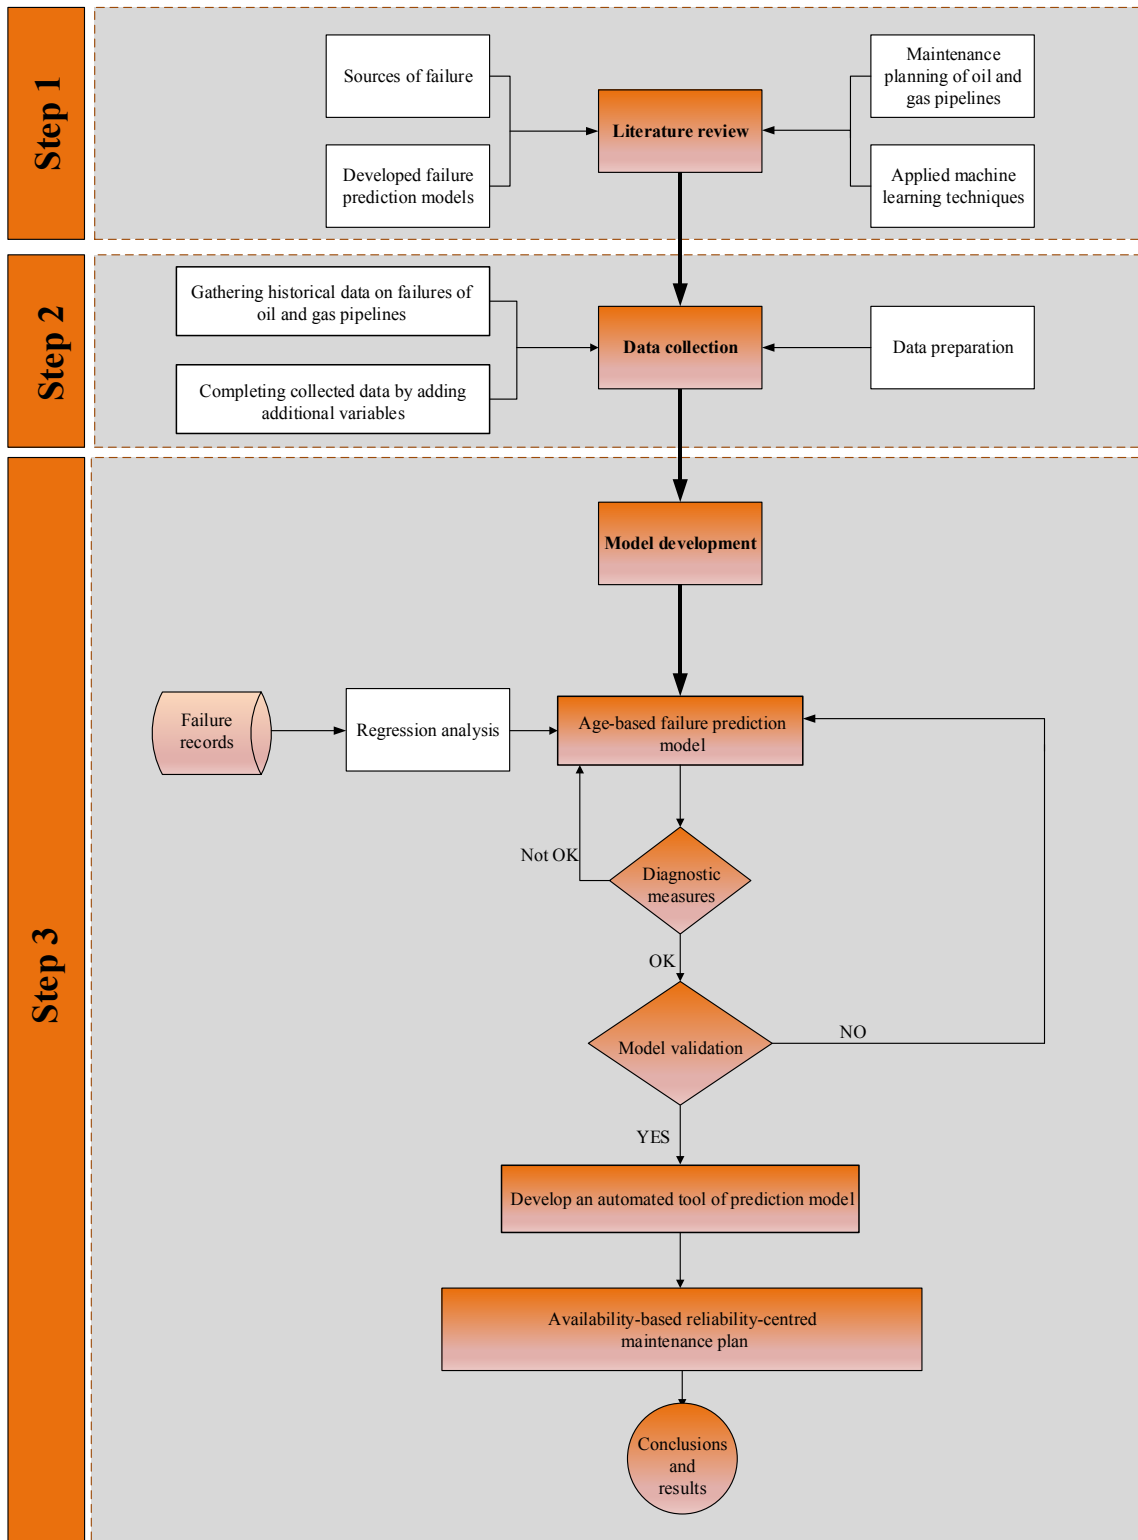 Step 1
Sources of failure
Developed failure
prediction models
Literature review
Maintenance
planning of oil and
gas pipelines
Applied machine
learning techniques
Step 2
Gathering historical data on failures of
oil and gas pipelines
Completing collected data by adding
additional variables
Data collection
Data preparation
Step 3
Model development
Failure
records
Regression analysis
Age-based failure prediction
model
Not OK
Diagnostic
measures
OK
Model validation
NO
YES
Develop an automated tool of prediction model
Availability-based reliability-centred
maintenance plan
Conclusions
and
results